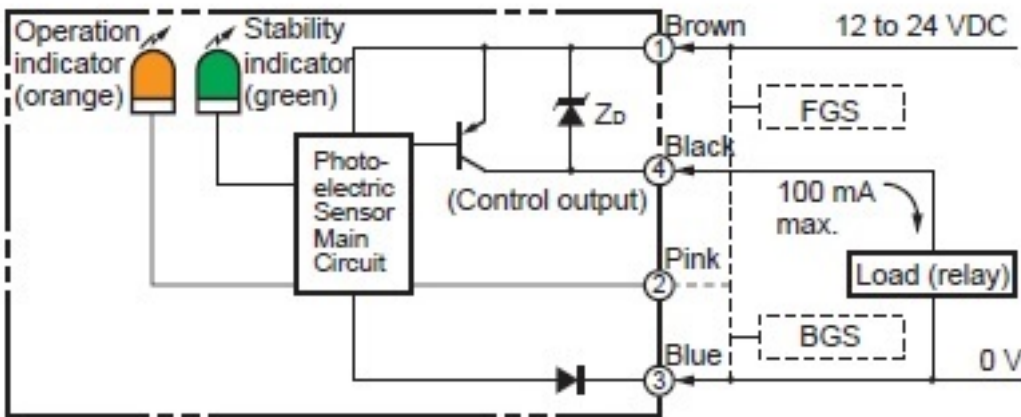 Operation
indicator
(orange)
Stability
indicator
(green)
Photo-
electric
Sensor
Main
Circuit
ZD
(Control output)
Brown
1
Black
4
Pink
2
Blue
3
12 to 24 VDC
FGS
100 mA
max.
Load (relay)
BGS
0 V